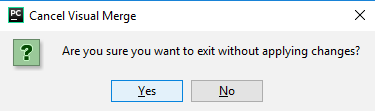 PC Cancel Visual Merge
Are you sure you want to exit without applying changes?
Yes No